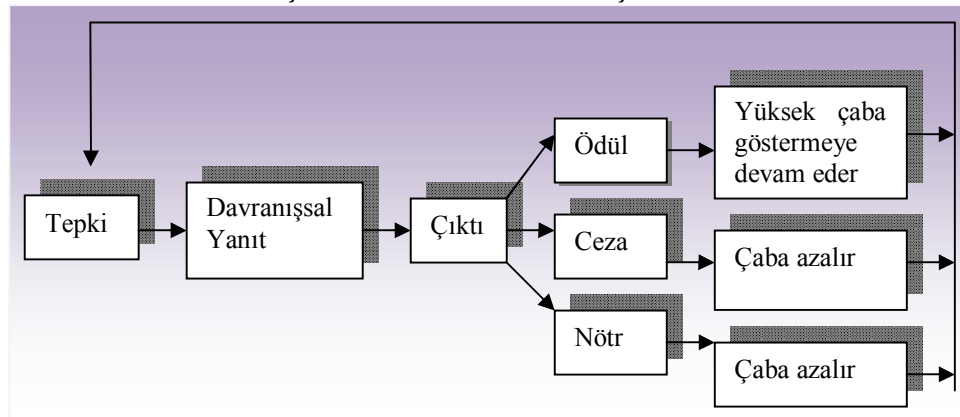 Tepki
Davranışsal
Yanıt
Çıktı
Ödül
Yüksek çaba
göstermeye
devam eder
Ceza
Çaba azalır
Nötr
Çaba azalır